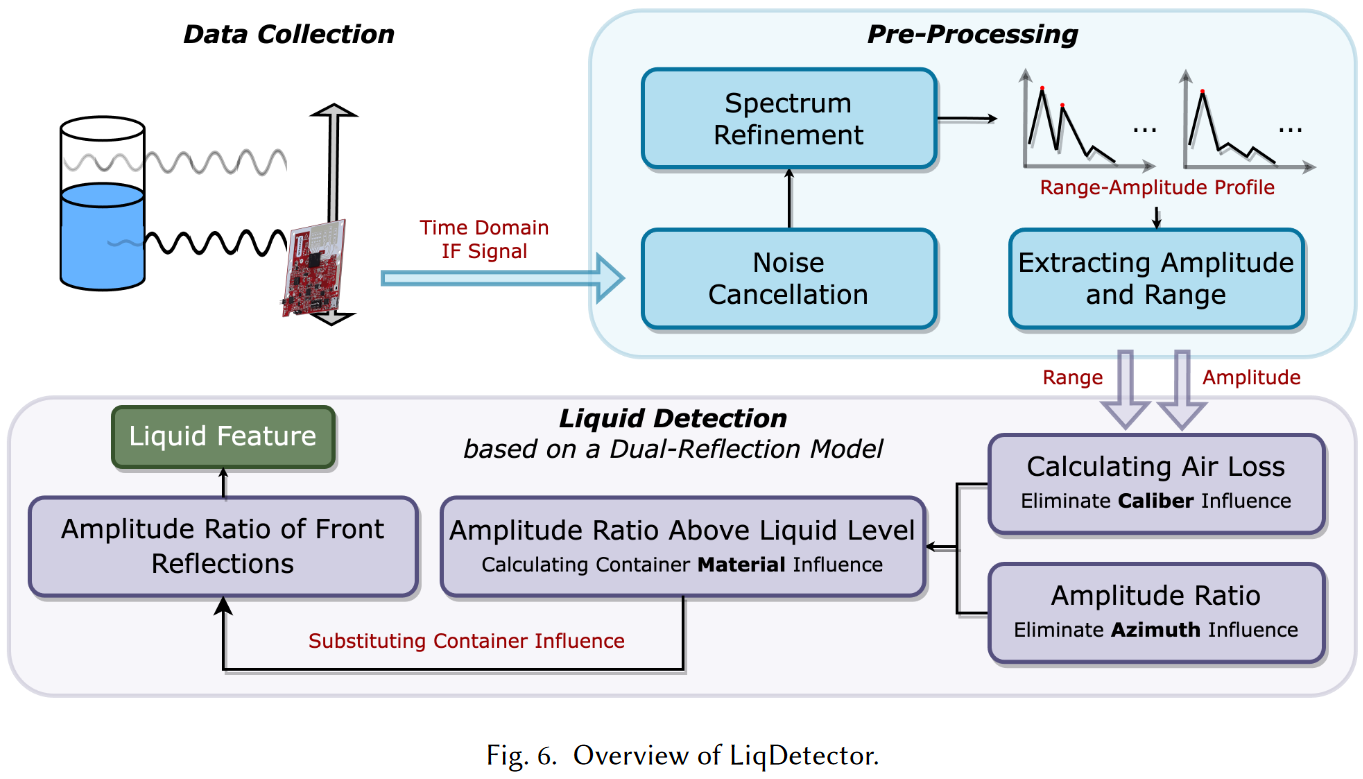 Data Collection
Time Domain
IF Signal
Pre-Processing
Spectrum
Refinement
...
...
Range-Amplitude Profile
Noise
Cancellation
Extracting Amplitude
and Range
Range
Amplitude
Liquid Detection
based on a Dual-Reflection Model
Calculating Air Loss
Eliminate Caliber Influence
Amplitude Ratio
Eliminate Azimuth Influence
Amplitude Ratio Above Liquid Level
Calculating Container Material Influence
Substituting Container Influence
Amplitude Ratio of Front
Reflections
Liquid Feature
Fig. 6. Overview of LiqDetector.